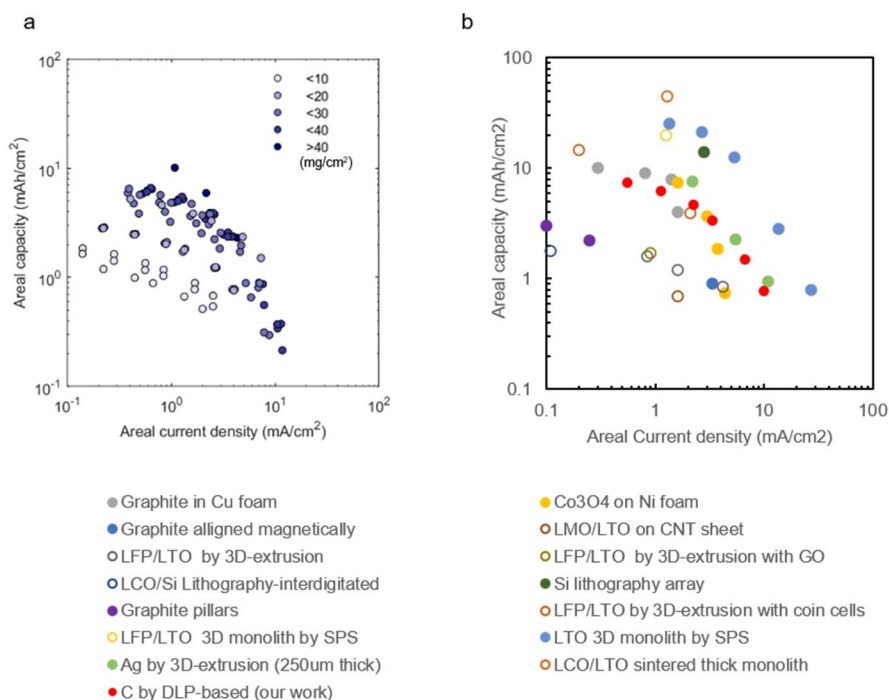 a
b
10²
10¹
10⁰
10⁻¹
10⁻¹
10⁰
10¹
10²
Areal capacity (mAh/cm²)
Areal current density (mA/cm²)
<10
<20
<30
<40
>40
(mg/cm²)
100
10
1
0.1
0.1
1
10
100
Areal capacity (mAh/cm2)
Areal Current density (mA/cm2)
Graphite in Cu foam
Graphite alligned magnetically
LFP/LTO by 3D-extrusion
LCO/Si Lithography-interdigitated
Graphite pillars
LFP/LTO 3D monolith by SPS
Ag by 3D-extrusion (250um thick)
C by DLP-based (our work)
Co3O4 on Ni foam
LMO/LTO on CNT sheet
LFP/LTO by 3D-extrusion with GO
Si lithography array
LFP/LTO by 3D-extrusion with coin cells
LTO 3D monolith by SPS
LCO/LTO sintered thick monolith